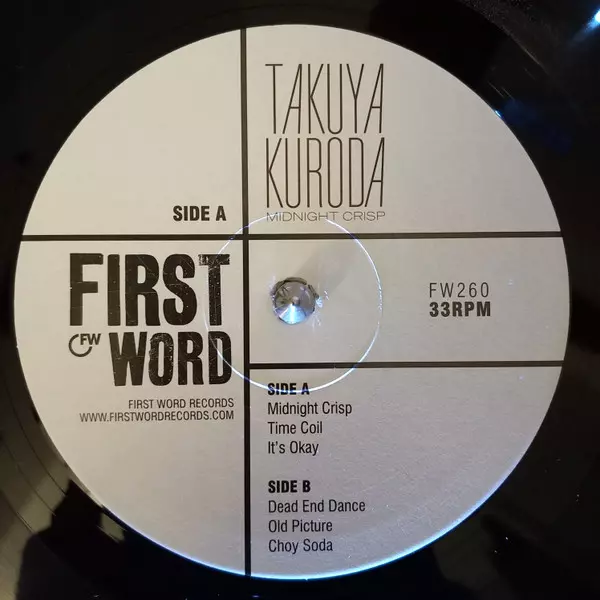 TAKUYA
KURODA
MIDNIGHT CRISP
SIDE A
FIRST
FW WORD
FIRST WORD RECORDS
WWW.FIRSTWORDRECORDS.COM
FW260
33RPM
SIDE A
Midnight Crisp
Time Coil
It's Okay
SIDE B
Dead End Dance
Old Picture
Choy Soda